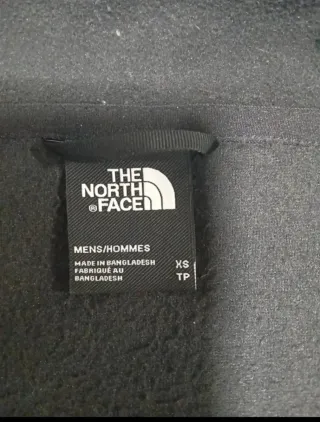 THE
NORTH
®FACE
MENS/HOMMES
MADE IN BANGLADESH XS
FABRIQUÉ AU
BANGLADESH TP